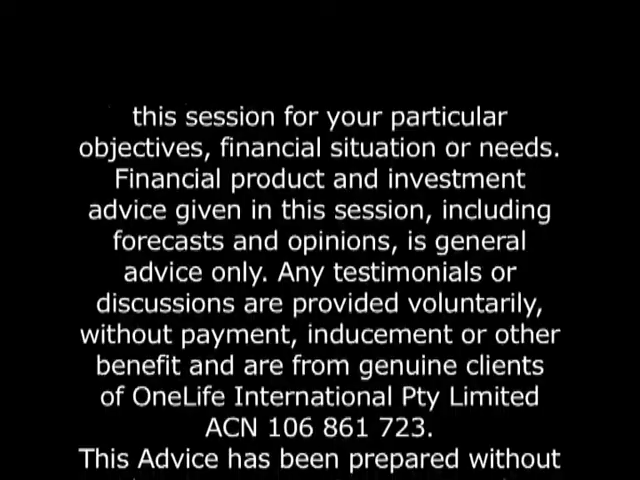 this session for your particular
objectives, financial situation or needs.
Financial product and investment
advice given in this session, including
forecasts and opinions, is general
advice only. Any testimonials or
discussions are provided voluntarily,
without payment, inducement or other
benefit and are from genuine clients
of OneLife International Pty Limited
ACN 106 861 723.
This Advice has been prepared without